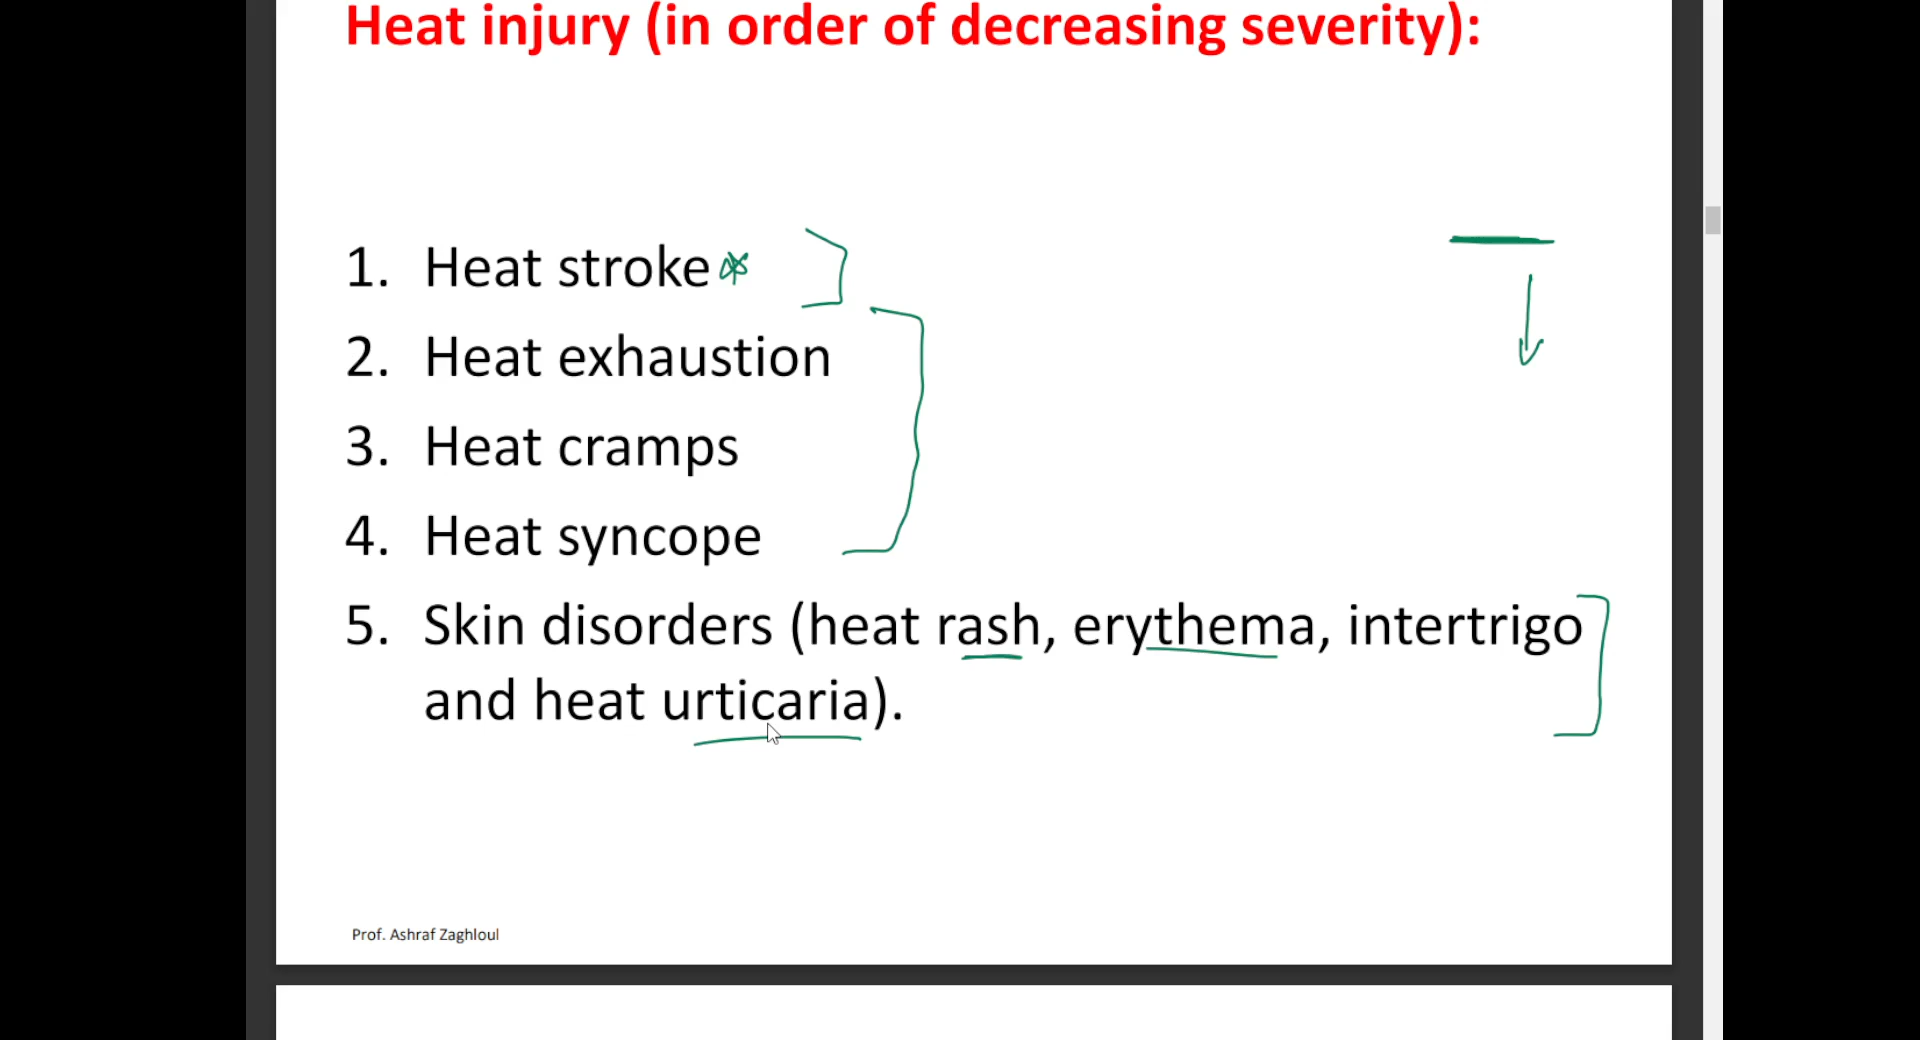 Heat injury (in order of decreasing severity):
1. Heat stroke*
2. Heat exhaustion
3. Heat cramps
4. Heat syncope
5. Skin disorders (heat rash, erythema, intertrigo
and heat urticaria).
Prof. Ashraf Zaghloul